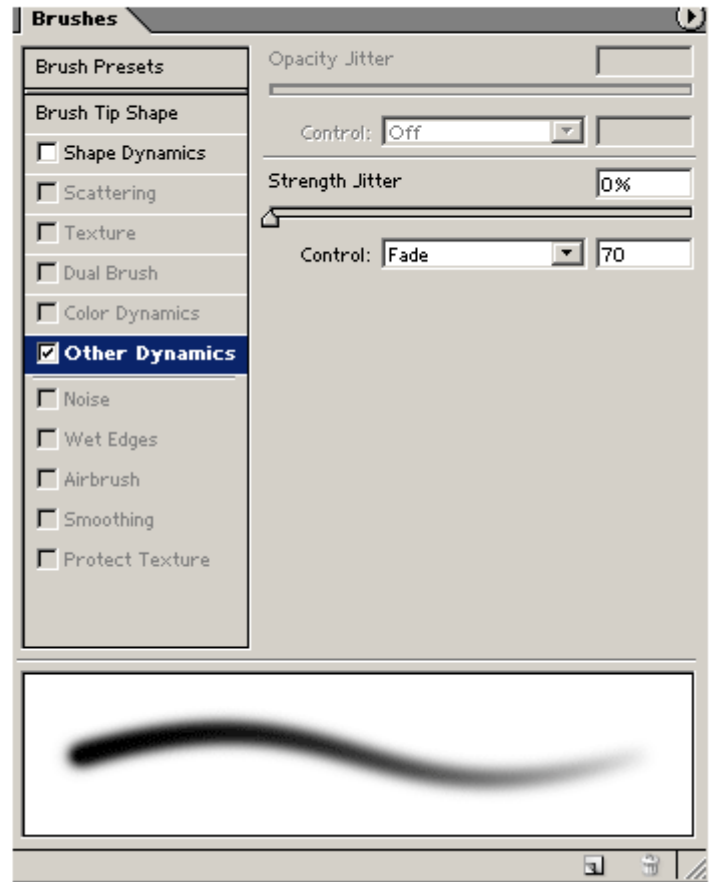 Brushes
Brush Presets
Brush Tip Shape
Shape Dynamics
Scattering
Texture
Dual Brush
Color Dynamics
Other Dynamics
Noise
Wet Edges
Airbrush
Smoothing
Protect Texture
Opacity Jitter
Control: Off
Strength Jitter 0%
Control: Fade 70